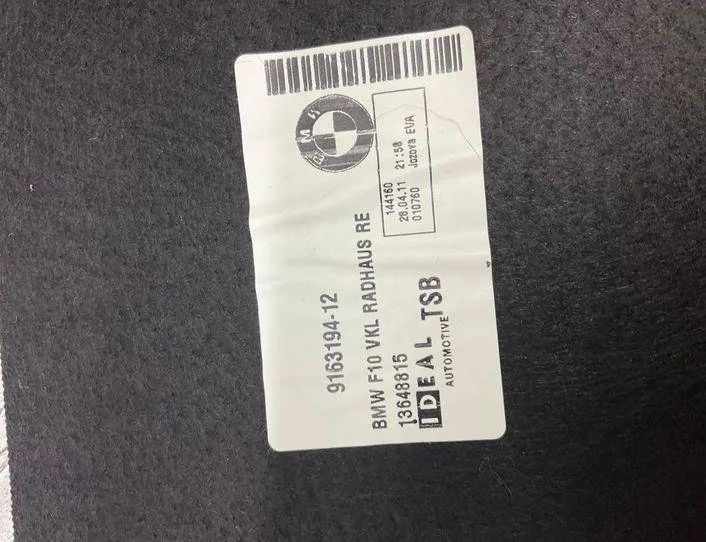 BMW
144160
28.04.11 21:58
010760 Jozova EVA
9163194-12
BMW F10 VKL RADHAUS RE
13648815
IDEAL TSB
AUTOMOTIVE